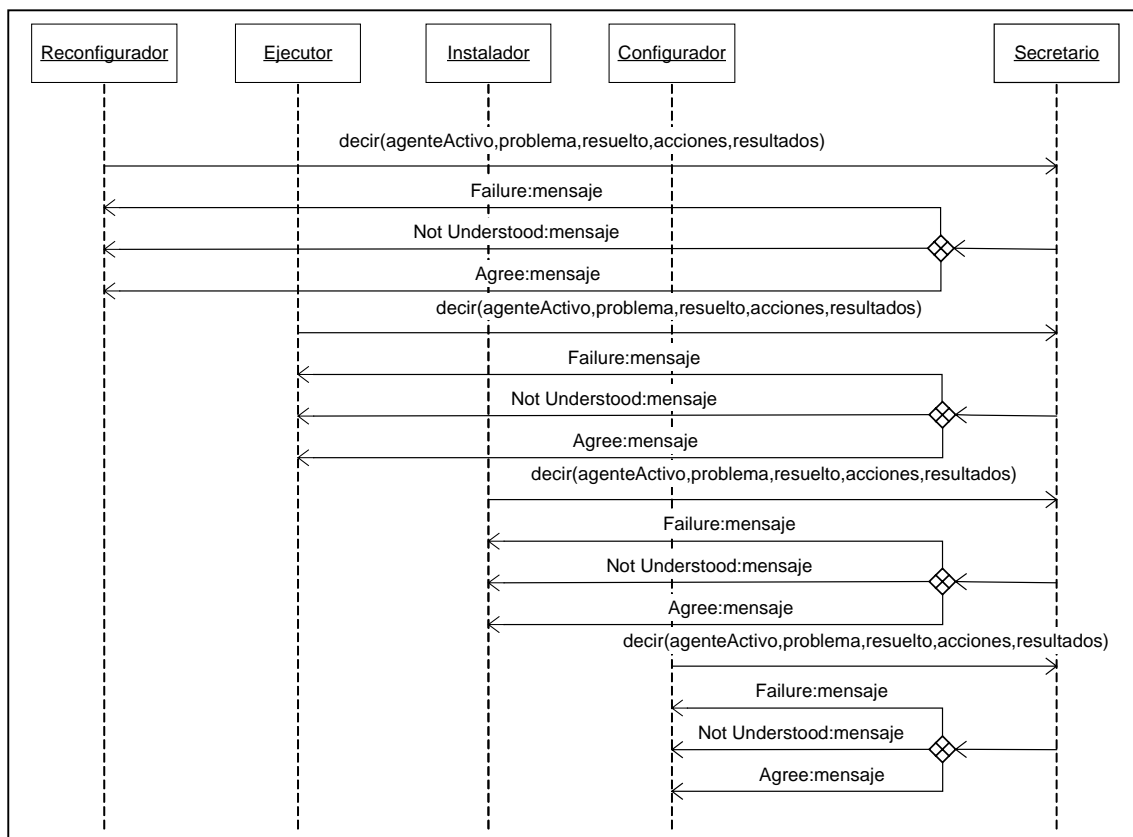 Reconfigurador
Ejecutor
Instalador
Configurador
Secretario
decir(agenteActivo,problema,resuelto,acciones,resultados)
Failure:mensaje
Not Understood:mensaje
Agree:mensaje
decir(agenteActivo,problema,resuelto,acciones,resultados)
Failure:mensaje
Not Understood:mensaje
Agree:mensaje
decir(agenteActivo,problema,resuelto,acciones,resultados)
Failure:mensaje
Not Understood:mensaje
Agree:mensaje
decir(agenteActivo,problema,resuelto,acciones,resultados)
Failure:mensaje
Not Understood:mensaje
Agree:mensaje